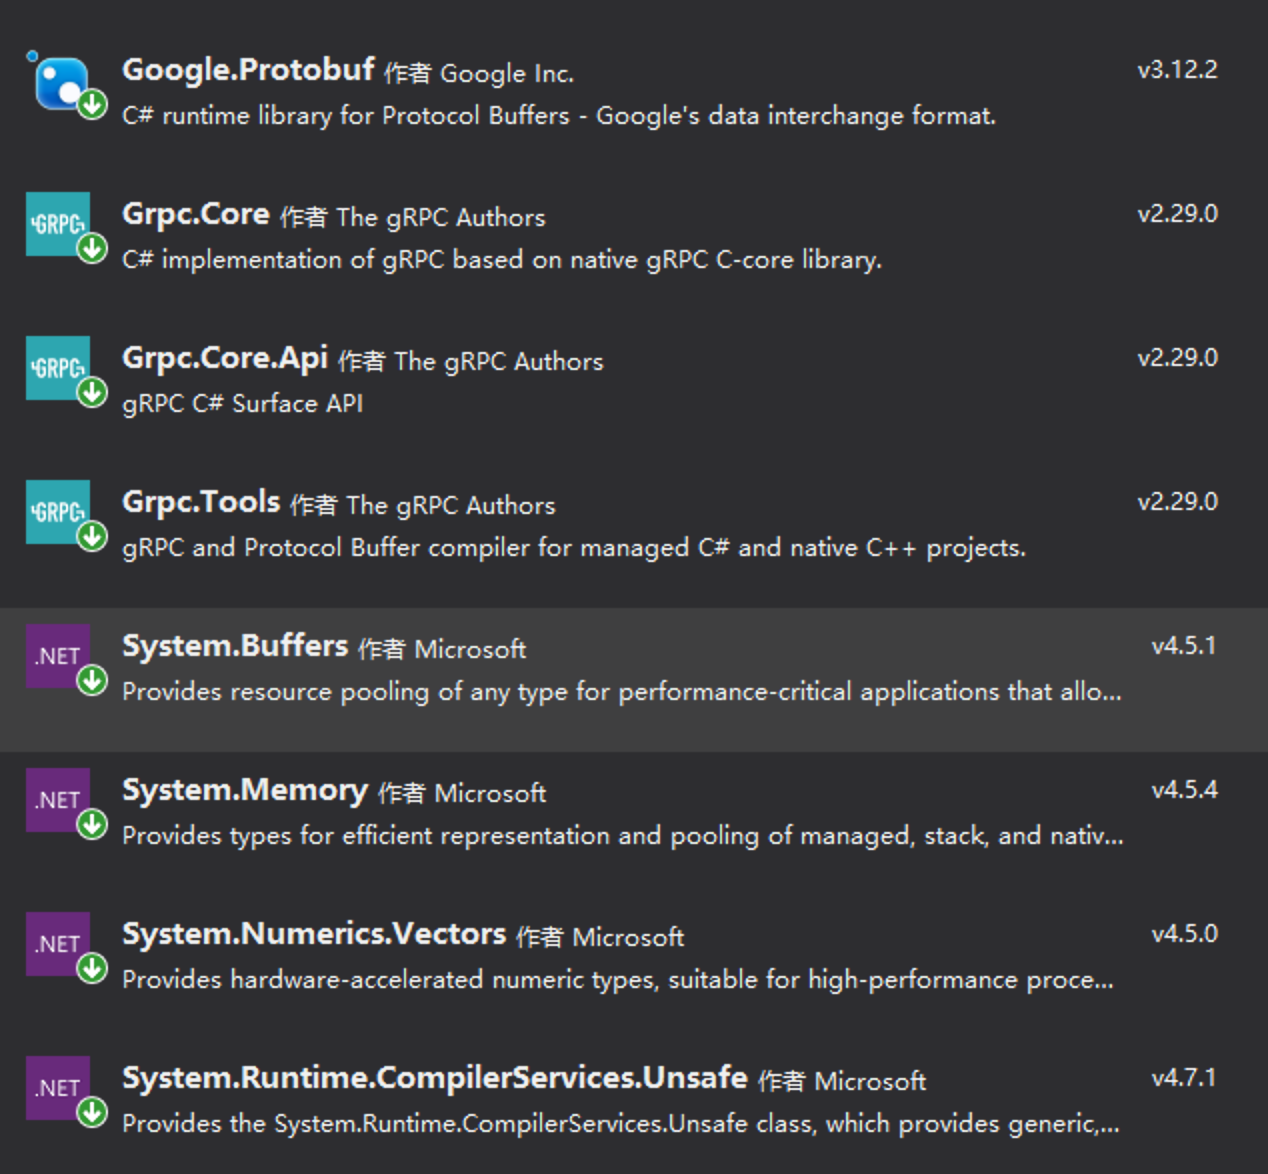 Google.Protobuf 作者 Google Inc. v3.12.2
C# runtime library for Protocol Buffers - Google's data interchange format.
GRPC Grpc.Core 作者 The gRPC Authors v2.29.0
C# implementation of gRPC based on native gRPC C-core library.
GRPC Grpc.Core.Api 作者 The gRPC Authors v2.29.0
gRPC C# Surface API
GRPC Grpc.Tools 作者 The gRPC Authors v2.29.0
gRPC and Protocol Buffer compiler for managed C# and native C++ projects.
.NET System.Buffers 作者 Microsoft v4.5.1
Provides resource pooling of any type for performance-critical applications that allo...
.NET System.Memory 作者 Microsoft v4.5.4
Provides types for efficient representation and pooling of managed, stack, and nativ...
.NET System.Numerics.Vectors 作者 Microsoft v4.5.0
Provides hardware-accelerated numeric types, suitable for high-performance proce...
.NET System.Runtime.CompilerServices.Unsafe 作者 Microsoft v4.7.1
Provides the System.Runtime.CompilerServices.Unsafe class, which provides generic,...